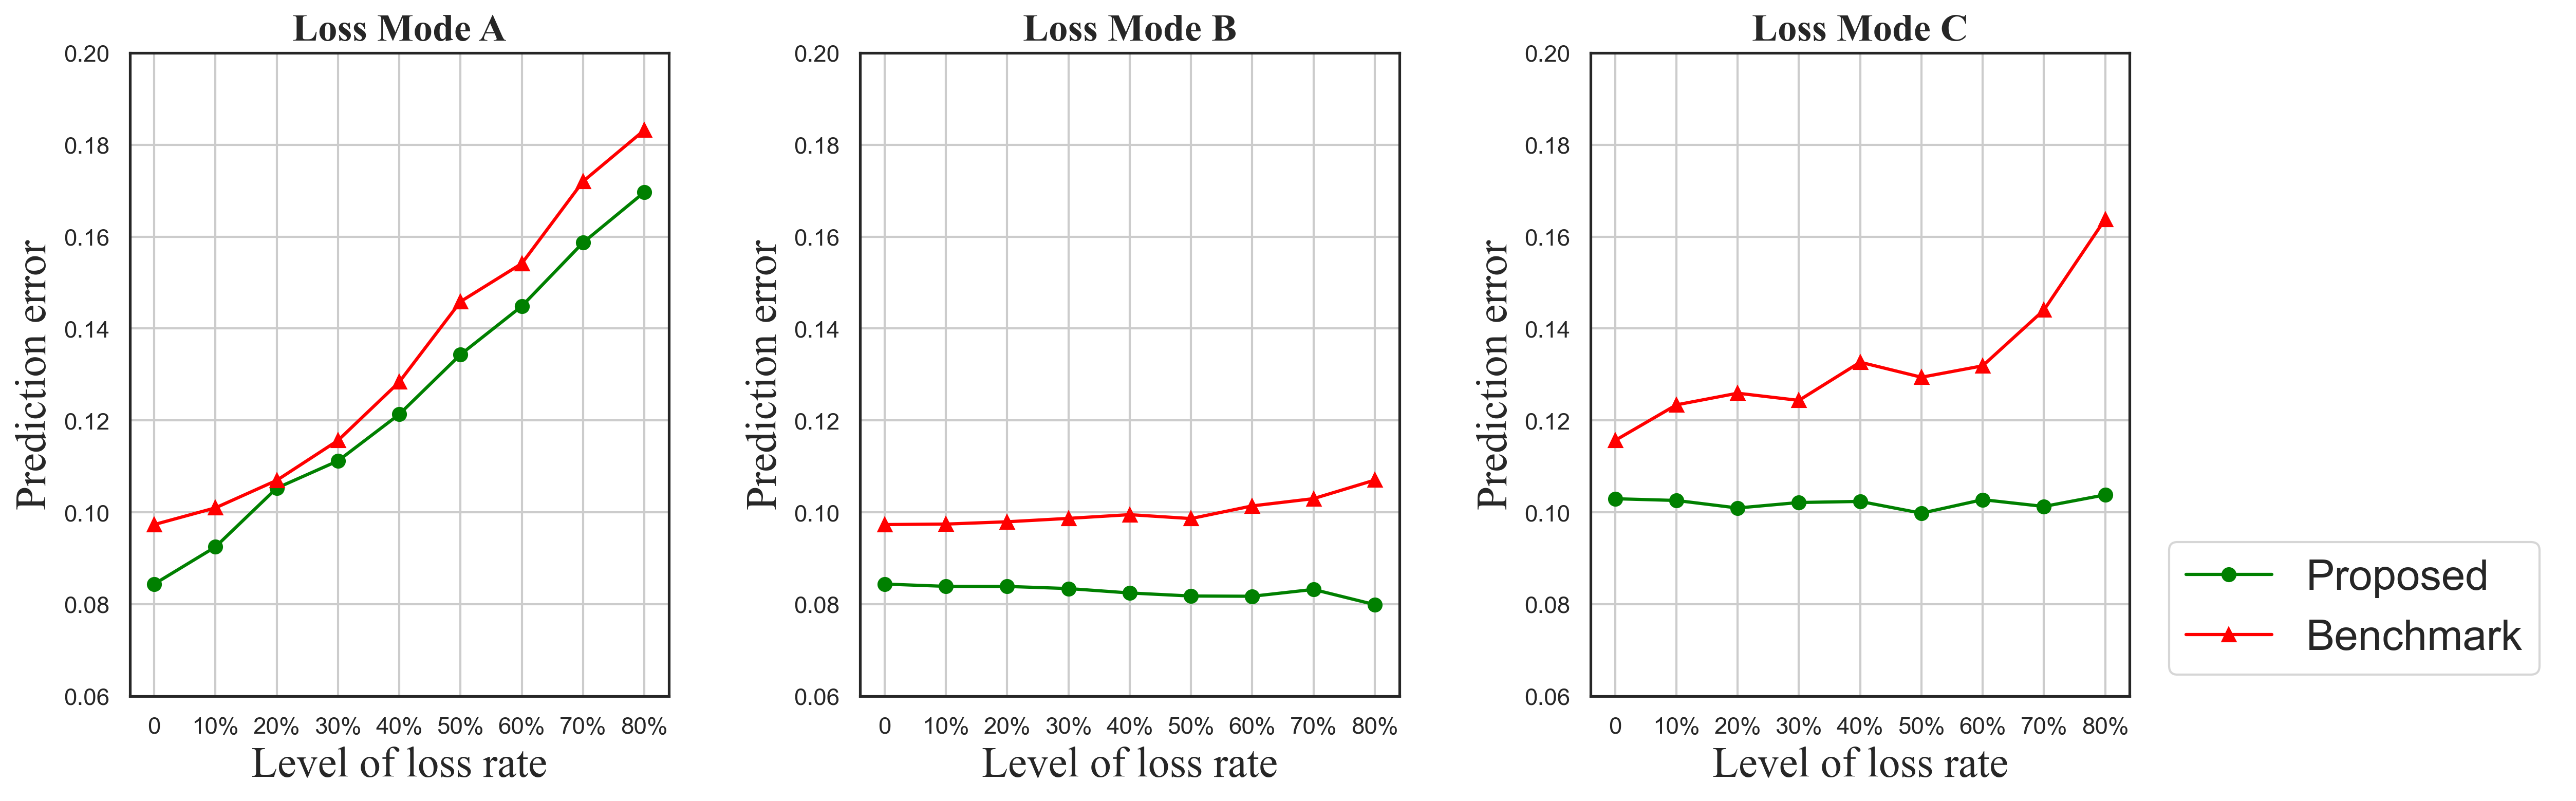 Loss Mode A
0.20
0.18
0.16
0.14
0.12
0.10
0.08
0.06
Prediction error
0 10% 20% 30% 40% 50% 60% 70% 80%
Level of loss rate
Loss Mode B
0.20
0.18
0.16
0.14
0.12
0.10
0.08
0.06
Prediction error
0 10% 20% 30% 40% 50% 60% 70% 80%
Level of loss rate
Loss Mode C
0.20
0.18
0.16
0.14
0.12
0.10
0.08
0.06
Prediction error
0 10% 20% 30% 40% 50% 60% 70% 80%
Level of loss rate
Proposed
Benchmark